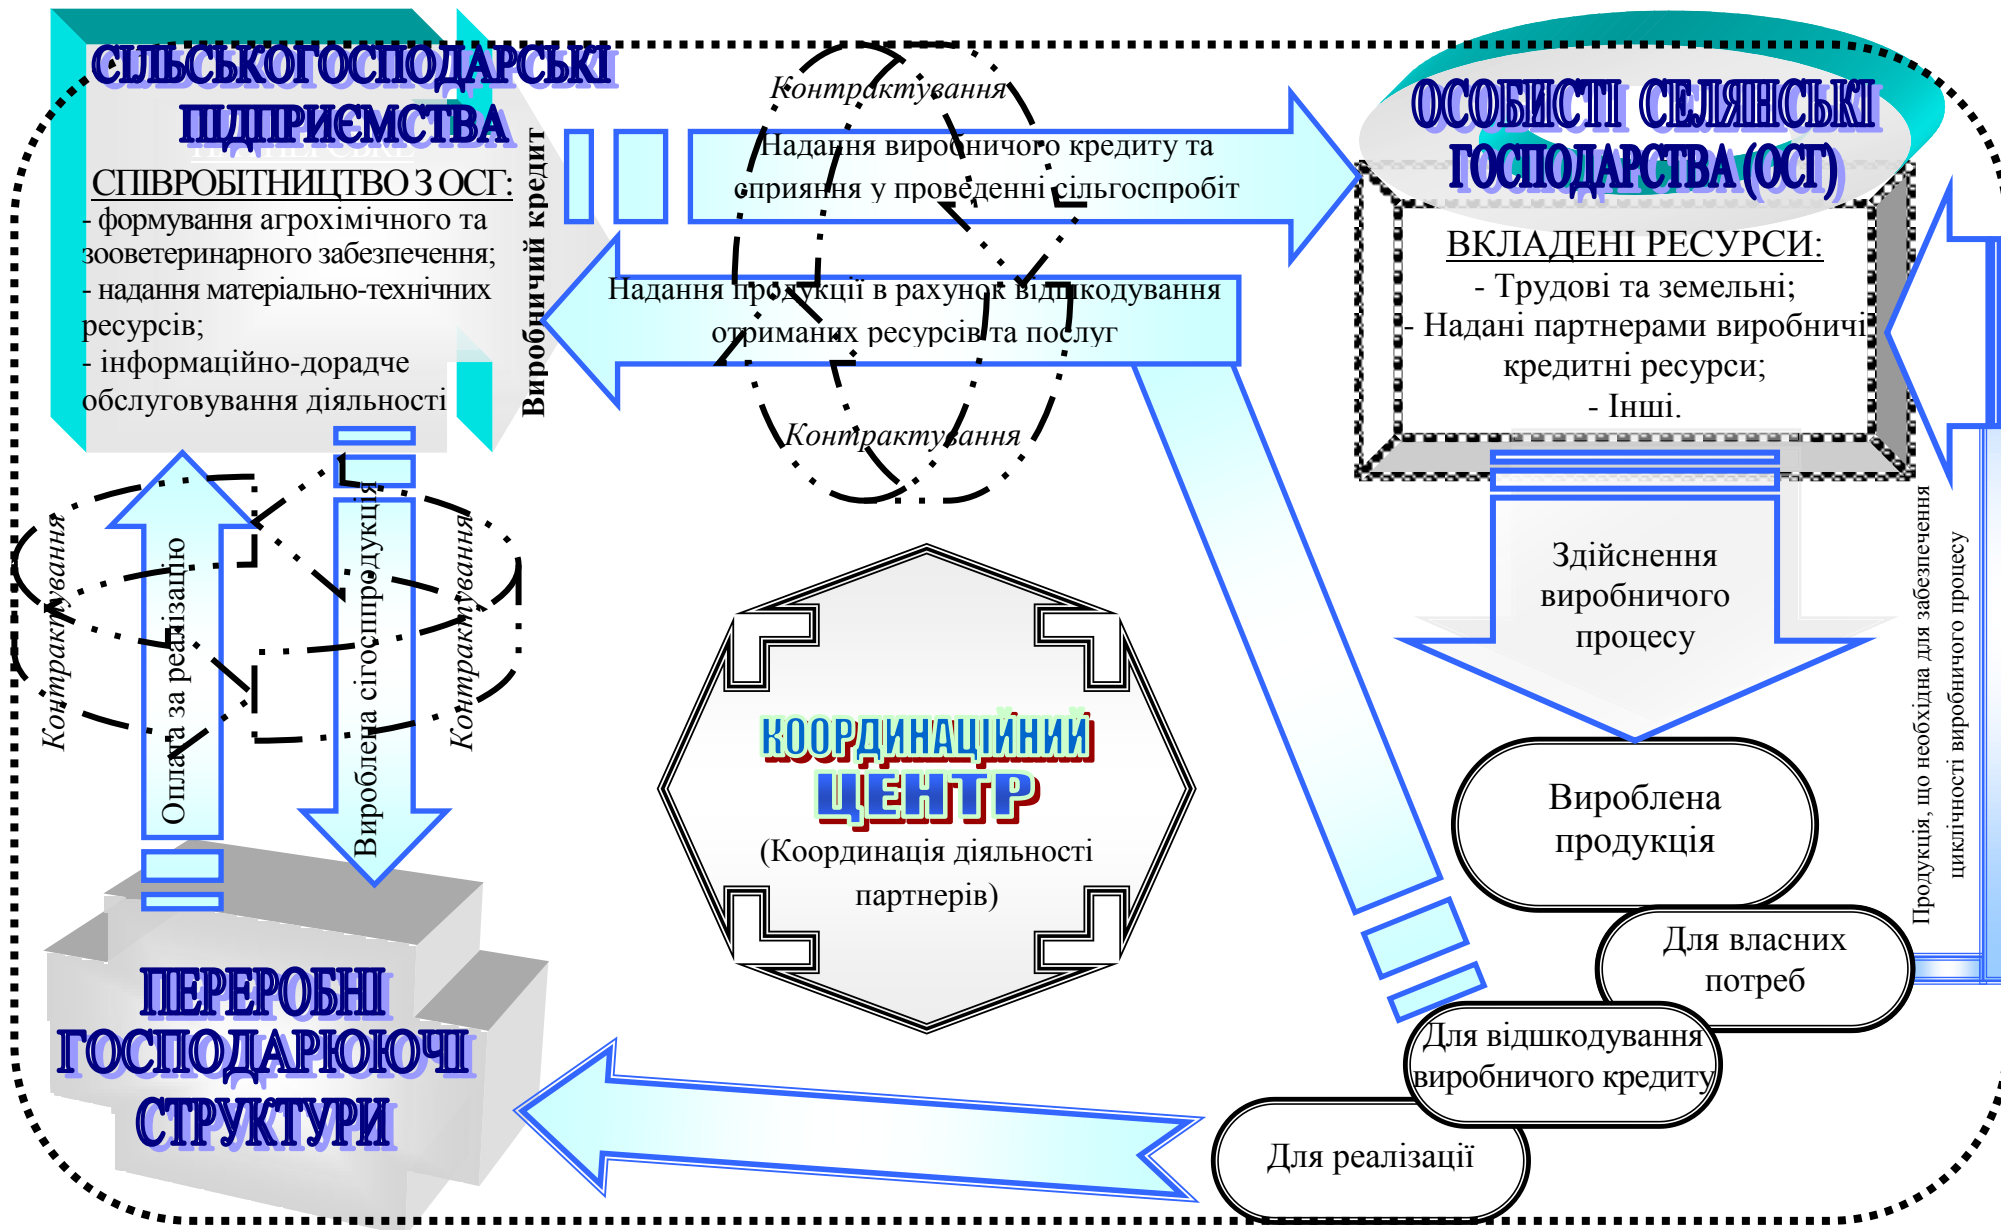 СІЛЬСЬКОГОСПОДАРСЬКІ
ПІДПРИЄМСТВА
СПІВРОБІТНИЦТВО З ОСГ:
- формування агрохімічного та
зооветеринарного забезпечення;
- надання матеріально-технічних
ресурсів;
- інформаційно-дорадче
обслуговування діяльності
Виробничий кредит
Контрактування
Надання виробничого кредиту та
сприяння у проведенні сільгоспробіт
Надання продукції в рахунок відшкодування
отриманих ресурсів та послуг
Контрактування
ОСОБИСТІ СЕЛЯНСЬКІ
ГОСПОДАРСТВА (ОСГ)
ВКЛАДЕНІ РЕСУРСИ:
- Трудові та земельні;
- Надані партнерами виробничі
кредитні ресурси;
- Інші.
Здійснення
виробничого
процесу
Продукція, що необхідна для забезпечення
циклічності виробничого процесу
Контрактування
Оплата за реалізацію
Вироблена сігоспродукція
Контрактування
КООРДИНАЦІЙНИЙ
ЦЕНТР
(Координація діяльності
партнерів)
Вироблена
продукція
Для власних
потреб
Для відшкодування
виробничого кредиту
Для реалізації
ПЕРЕРОБНІ
ГОСПОДАРЮЮЧІ
СТРУКТУРИ